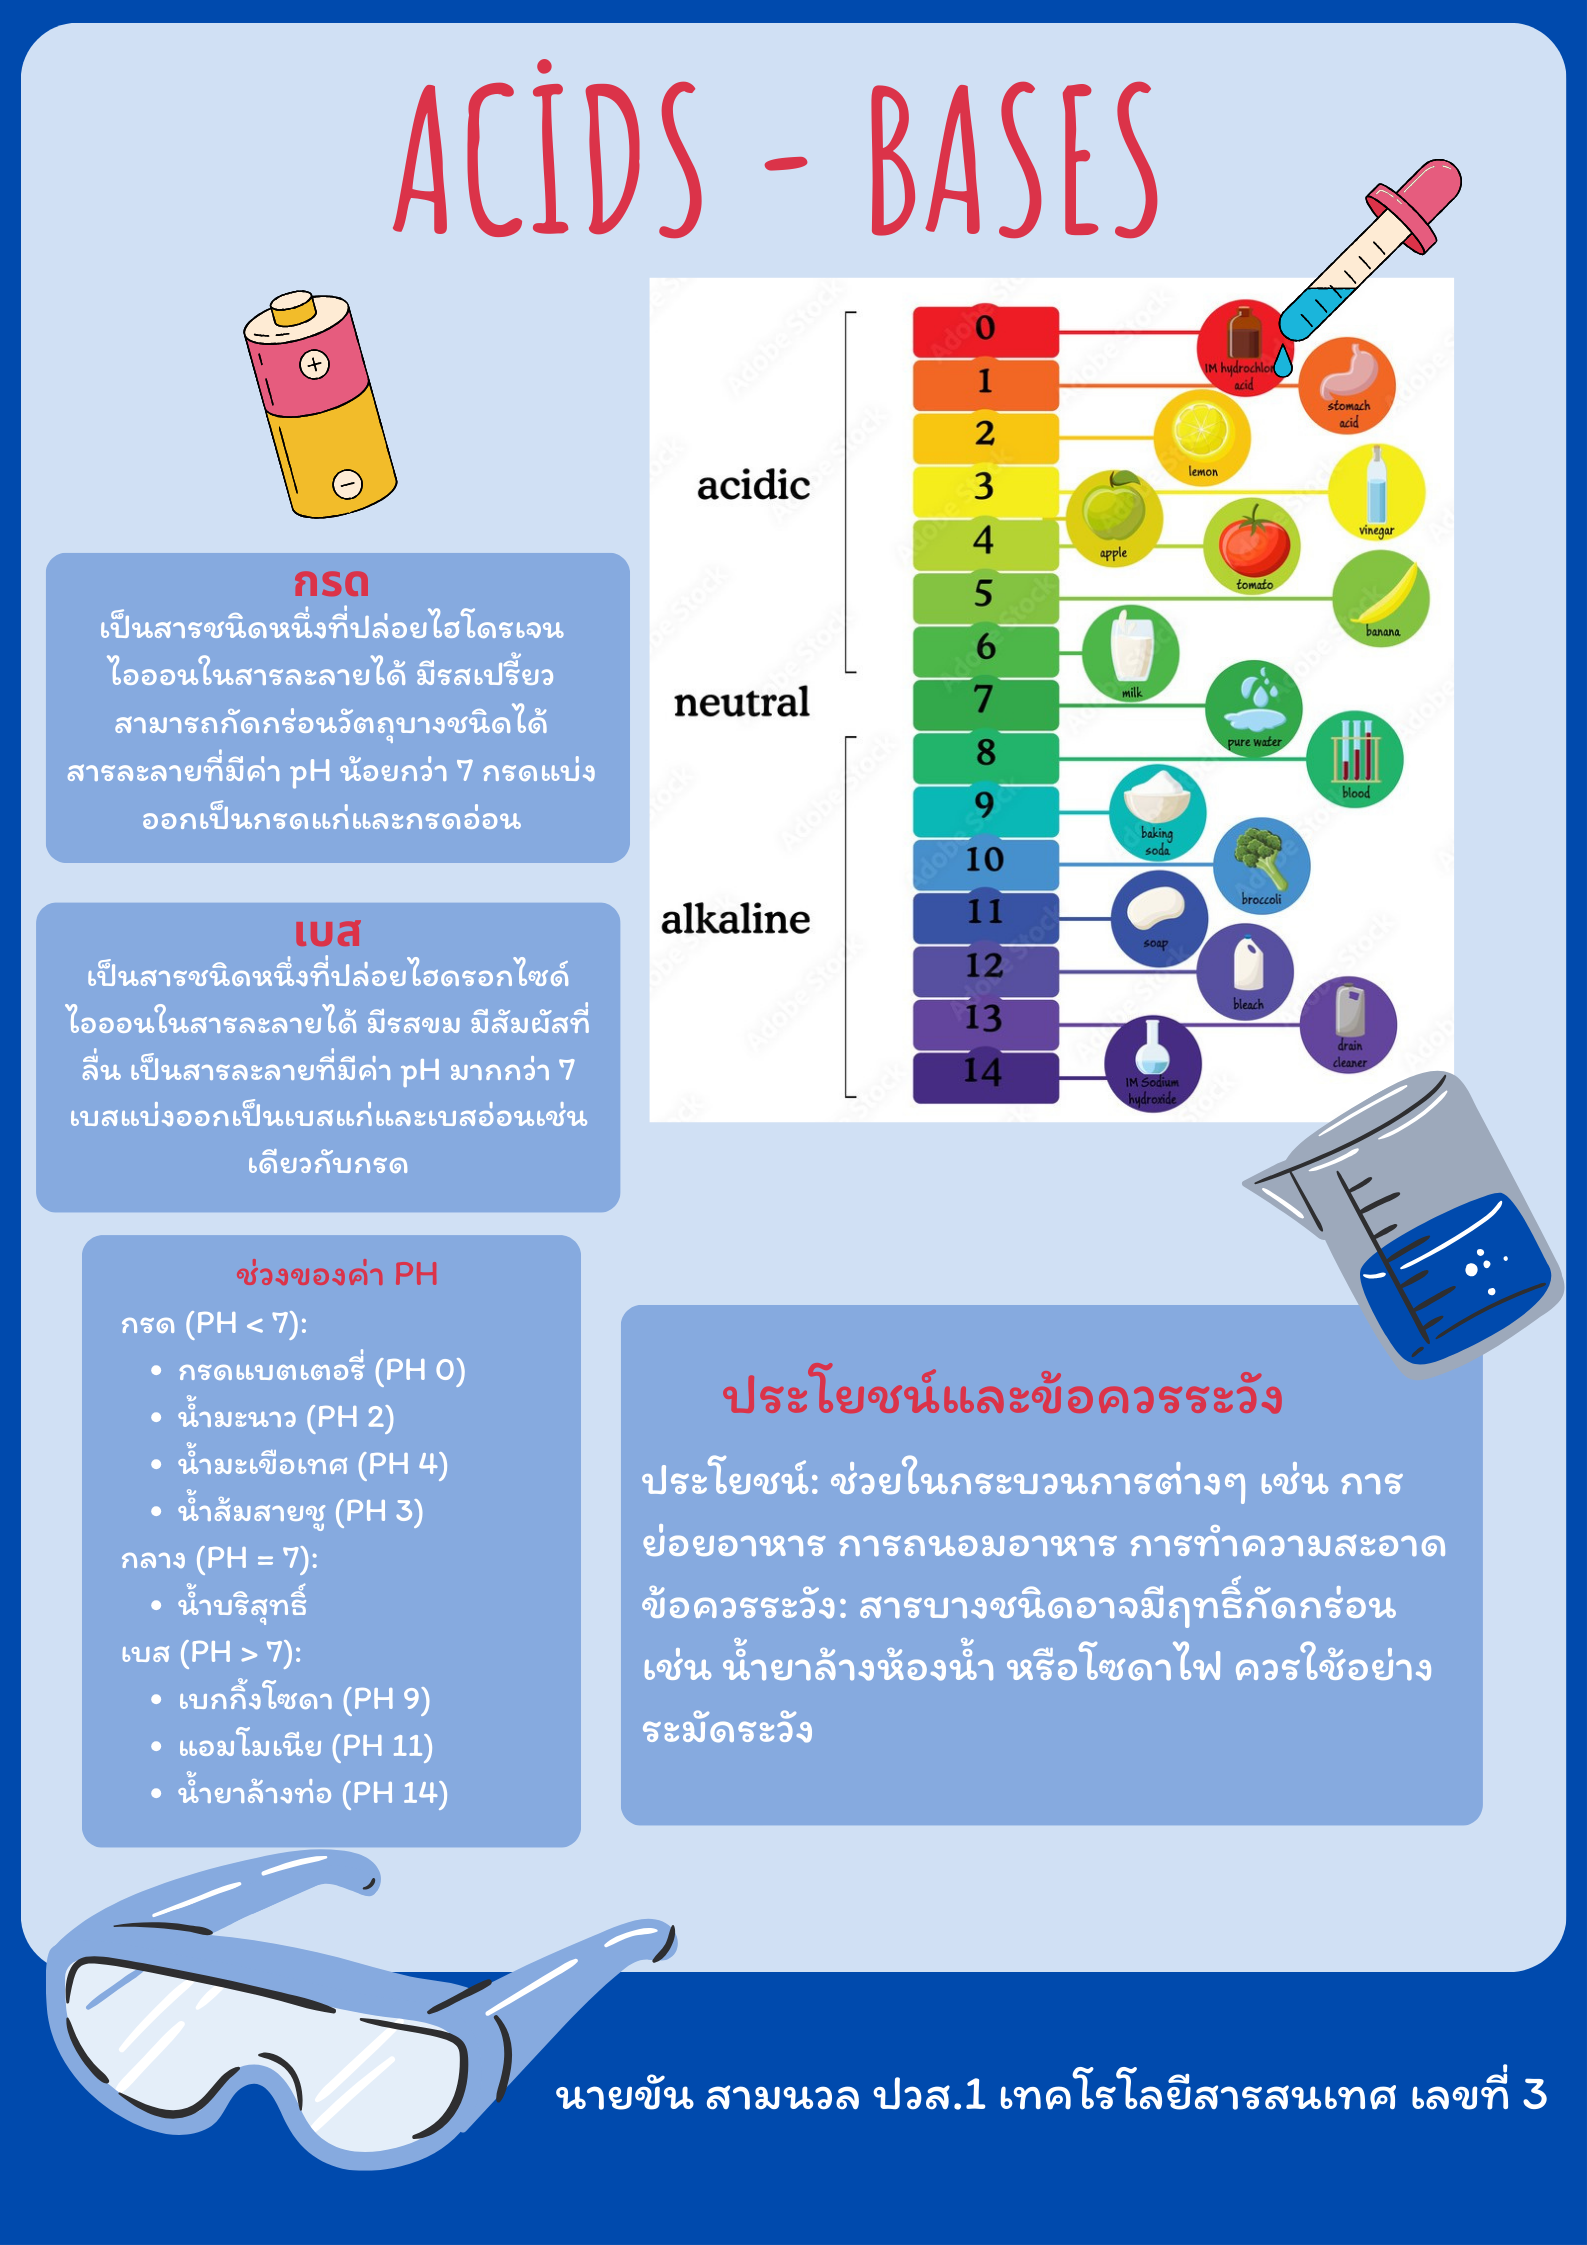 ACİDS - BASES
กรด
เป็นสารชนิดหนึ่งที่ปล่อยไฮโดรเจน
ไอออนในสารละลายได้ มีรสเปรี้ยว
สามารถกัดกร่อนวัตถุบางชนิดได้
สารละลายที่มีค่า pH น้อยกว่า 7 กรดแบ่ง
ออกเป็นกรดแก่และกรดอ่อน
เบส
เป็นสารชนิดหนึ่งที่ปล่อยไฮดรอกไซด์
ไอออนในสารละลายได้ มีรสขม มีสัมผัสที่
ลื่น เป็นสารละลายที่มีค่า pH มากกว่า 7
เบสแบ่งออกเป็นเบสแก่และเบสอ่อนเช่น
เดียวกับกรด
acidic
neutral
alkaline
0
1
2
3
4
5
6
7
8
9
10
11
12
13
14
1M hydrochlor
acid
stomach
acid
lemon
vinegar
apple
tomato
banana
milk
pure water
blood
baking
soda
broccoli
soap
bleach
drain
cleaner
1M Sodium
hydroxide
Adobe Stock
ช่วงของค่า PH
กรด (PH < 7):
• กรดแบตเตอรี่ (PH 0)
• น้ำมะนาว (PH 2)
• น้ำมะเขือเทศ (PH 4)
• น้ำส้มสายชู (PH 3)
กลาง (PH = 7):
• น้ำบริสุทธิ์
เบส (PH > 7):
• เบกกิ้งโซดา (PH 9)
• แอมโมเนีย (PH 11)
• น้ำยาล้างท่อ (PH 14)
ประโยชน์และข้อควรระวัง
ประโยชน์: ช่วยในกระบวนการต่างๆ เช่น การ
ย่อยอาหาร การถนอมอาหาร การทำความสะอาด
ข้อควรระวัง: สารบางชนิดอาจมีฤทธิ์กัดกร่อน
เช่น น้ำยาล้างห้องน้ำ หรือโซดาไฟ ควรใช้อย่าง
ระมัดระวัง
นายขัน สามนวล ปวส.1 เทคโรโลยีสารสนเทศ เลขที่ 3